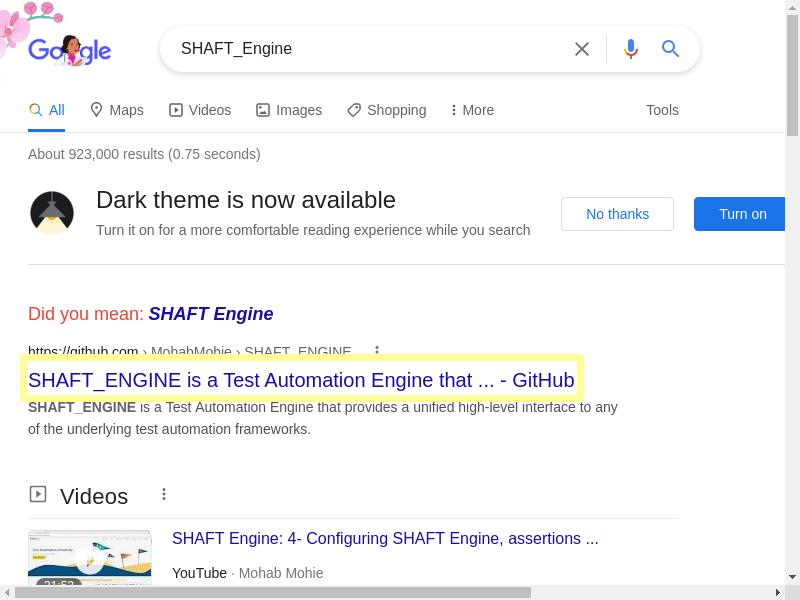 Google
SHAFT_Engine
All Maps Videos Images Shopping More Tools
About 923,000 results (0.75 seconds)
Dark theme is now available
Turn it on for a more comfortable reading experience while you search
No thanks Turn on
Did you mean: SHAFT Engine
https://github.com › MohabMohie › SHAFT_ENGINE
SHAFT_ENGINE is a Test Automation Engine that ... - GitHub
SHAFT_ENGINE is a Test Automation Engine that provides a unified high-level interface to any
of the underlying test automation frameworks.
Videos
SHAFT Engine: 4- Configuring SHAFT Engine, assertions ...
YouTube · Mohab Mohie